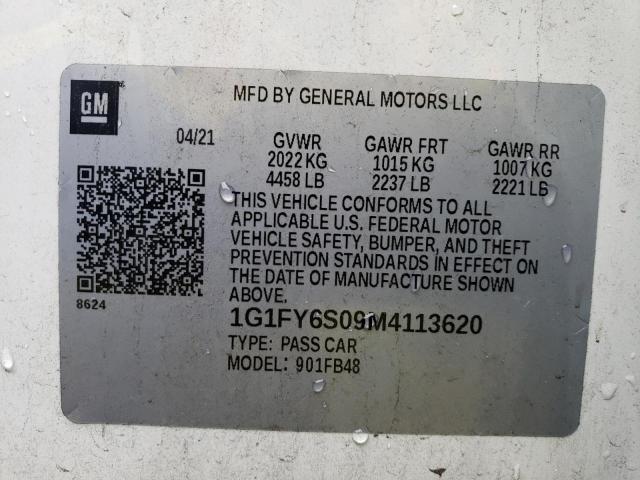 GM
MFD BY GENERAL MOTORS LLC
04/21 GVWR GAWR FRT GAWR RR
2022 KG 1015 KG 1007 KG
4458 LB 2237 LB 2221 LB
THIS VEHICLE CONFORMS TO ALL
APPLICABLE U.S. FEDERAL MOTOR
VEHICLE SAFETY, BUMPER, AND THEFT
PREVENTION STANDARDS IN EFFECT ON
THE DATE OF MANUFACTURE SHOWN
ABOVE.
8624
1G1FY6S09M4113620
TYPE: PASS CAR
MODEL: 901FB48